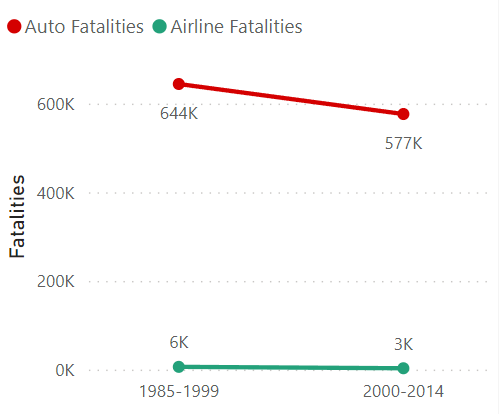 Auto Fatalities Airline Fatalities
600K
644K
577K
400K
Fatalities
200K
6K
3K
0K
1985-1999 2000-2014